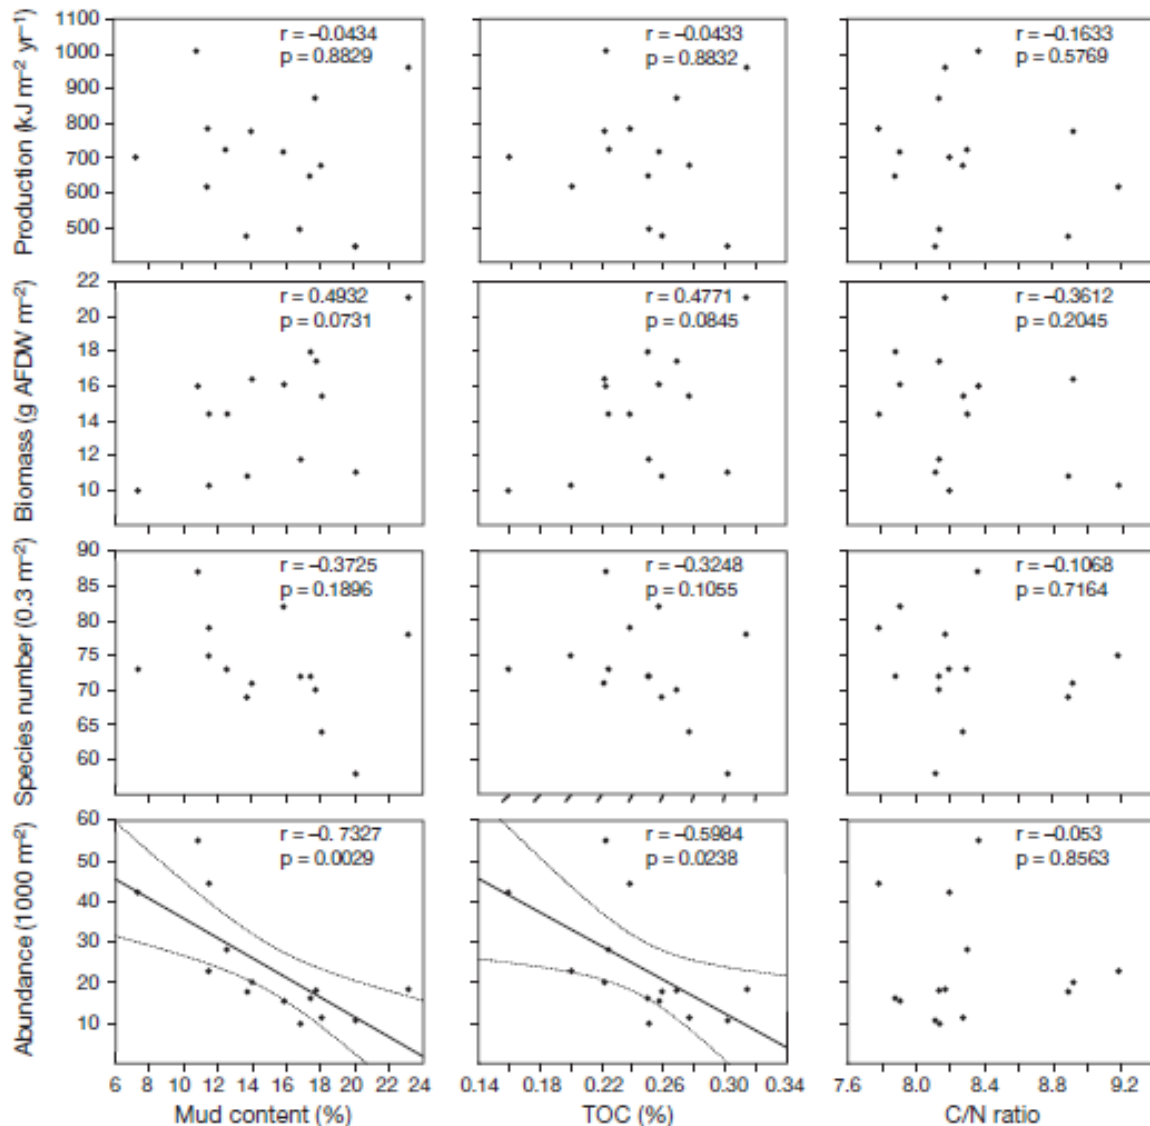 Production (kJ m⁻² yr⁻¹)
1100
1000
900
800
700
600
500
r = –0.0434
p = 0.8829
r = –0.0433
p = 0.8832
r = –0.1633
p = 0.5769
Biomass (g AFDW m⁻²)
22
20
18
16
14
12
10
r = 0.4932
p = 0.0731
r = 0.4771
p = 0.0845
r = –0.3612
p = 0.2045
Species number (0.3 m⁻²)
90
85
80
75
70
65
60
r = –0.3725
p = 0.1896
r = –0.3248
p = 0.1055
r = –0.1068
p = 0.7164
Abundance (1000 m⁻²)
60
50
40
30
20
10
r = –0.7327
p = 0.0029
r = –0.5984
p = 0.0238
r = –0.053
p = 0.8563
6 8 10 12 14 16 18 20 22 24
0.14 0.18 0.22 0.26 0.30 0.34
7.6 8.0 8.4 8.8 9.2
Mud content (%)
TOC (%)
C/N ratio